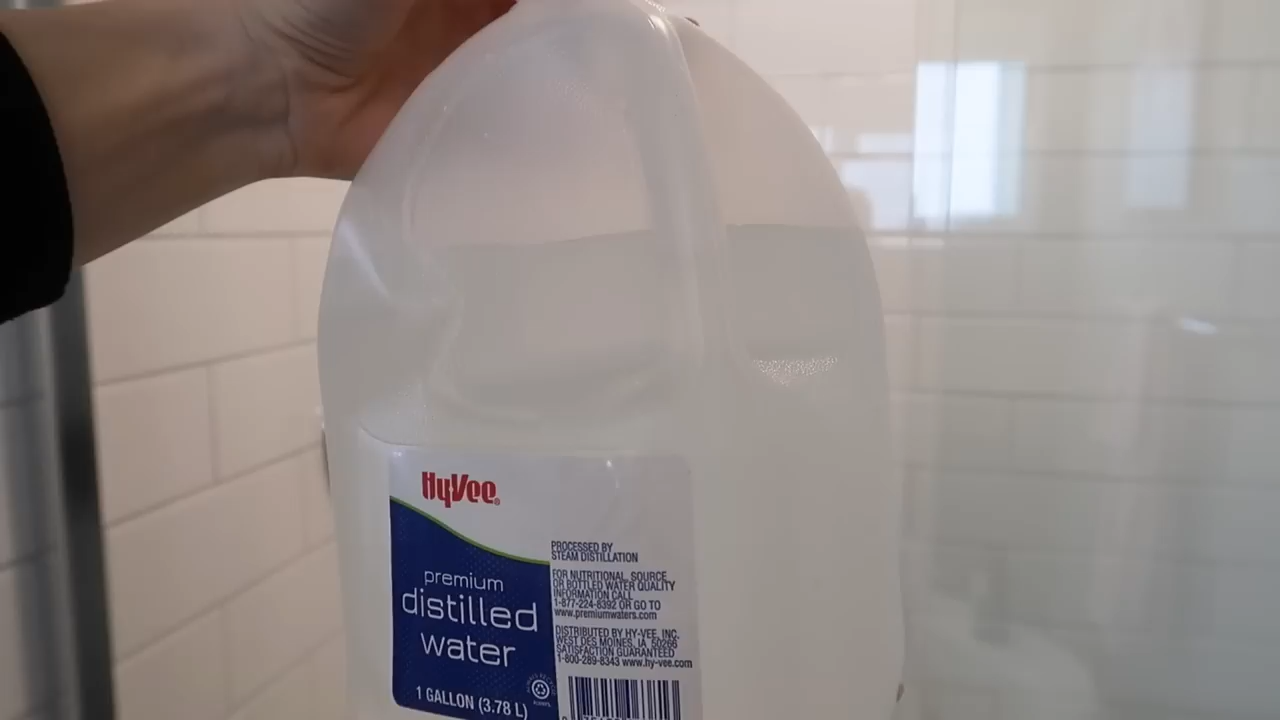 HyVee®
premium
distilled
water
1 GALLON (3.78 L)
PROCESSED BY
STEAM DISTILLATION
FOR NUTRITIONAL, SOURCE
OR BOTTLED WATER QUALITY
INFORMATION CALL
1-877-224-8392 OR GO TO
www.premiumwaters.com
DISTRIBUTED BY HY-VEE, INC.
WEST DES MOINES, IA 50266
SATISFACTION GUARANTEED
1-800-289-8343 www.hy-vee.com